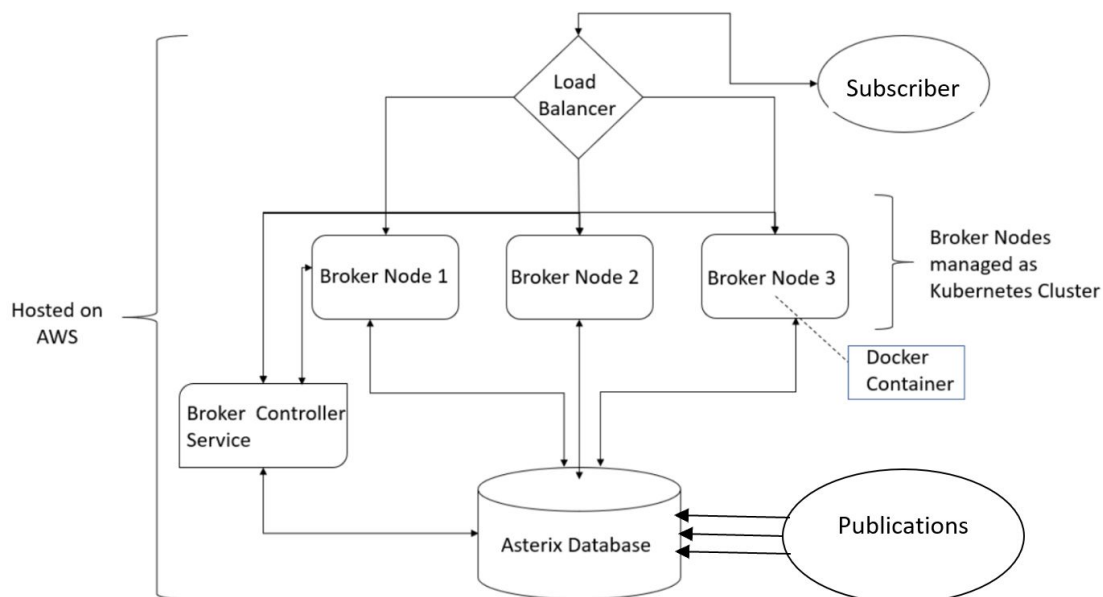 Load
Balancer
Subscriber
Broker Node 1
Broker Node 2
Broker Node 3
Broker Nodes
managed as
Kubernetes Cluster
Hosted on
AWS
Docker
Container
Broker Controller
Service
Asterix Database
Publications